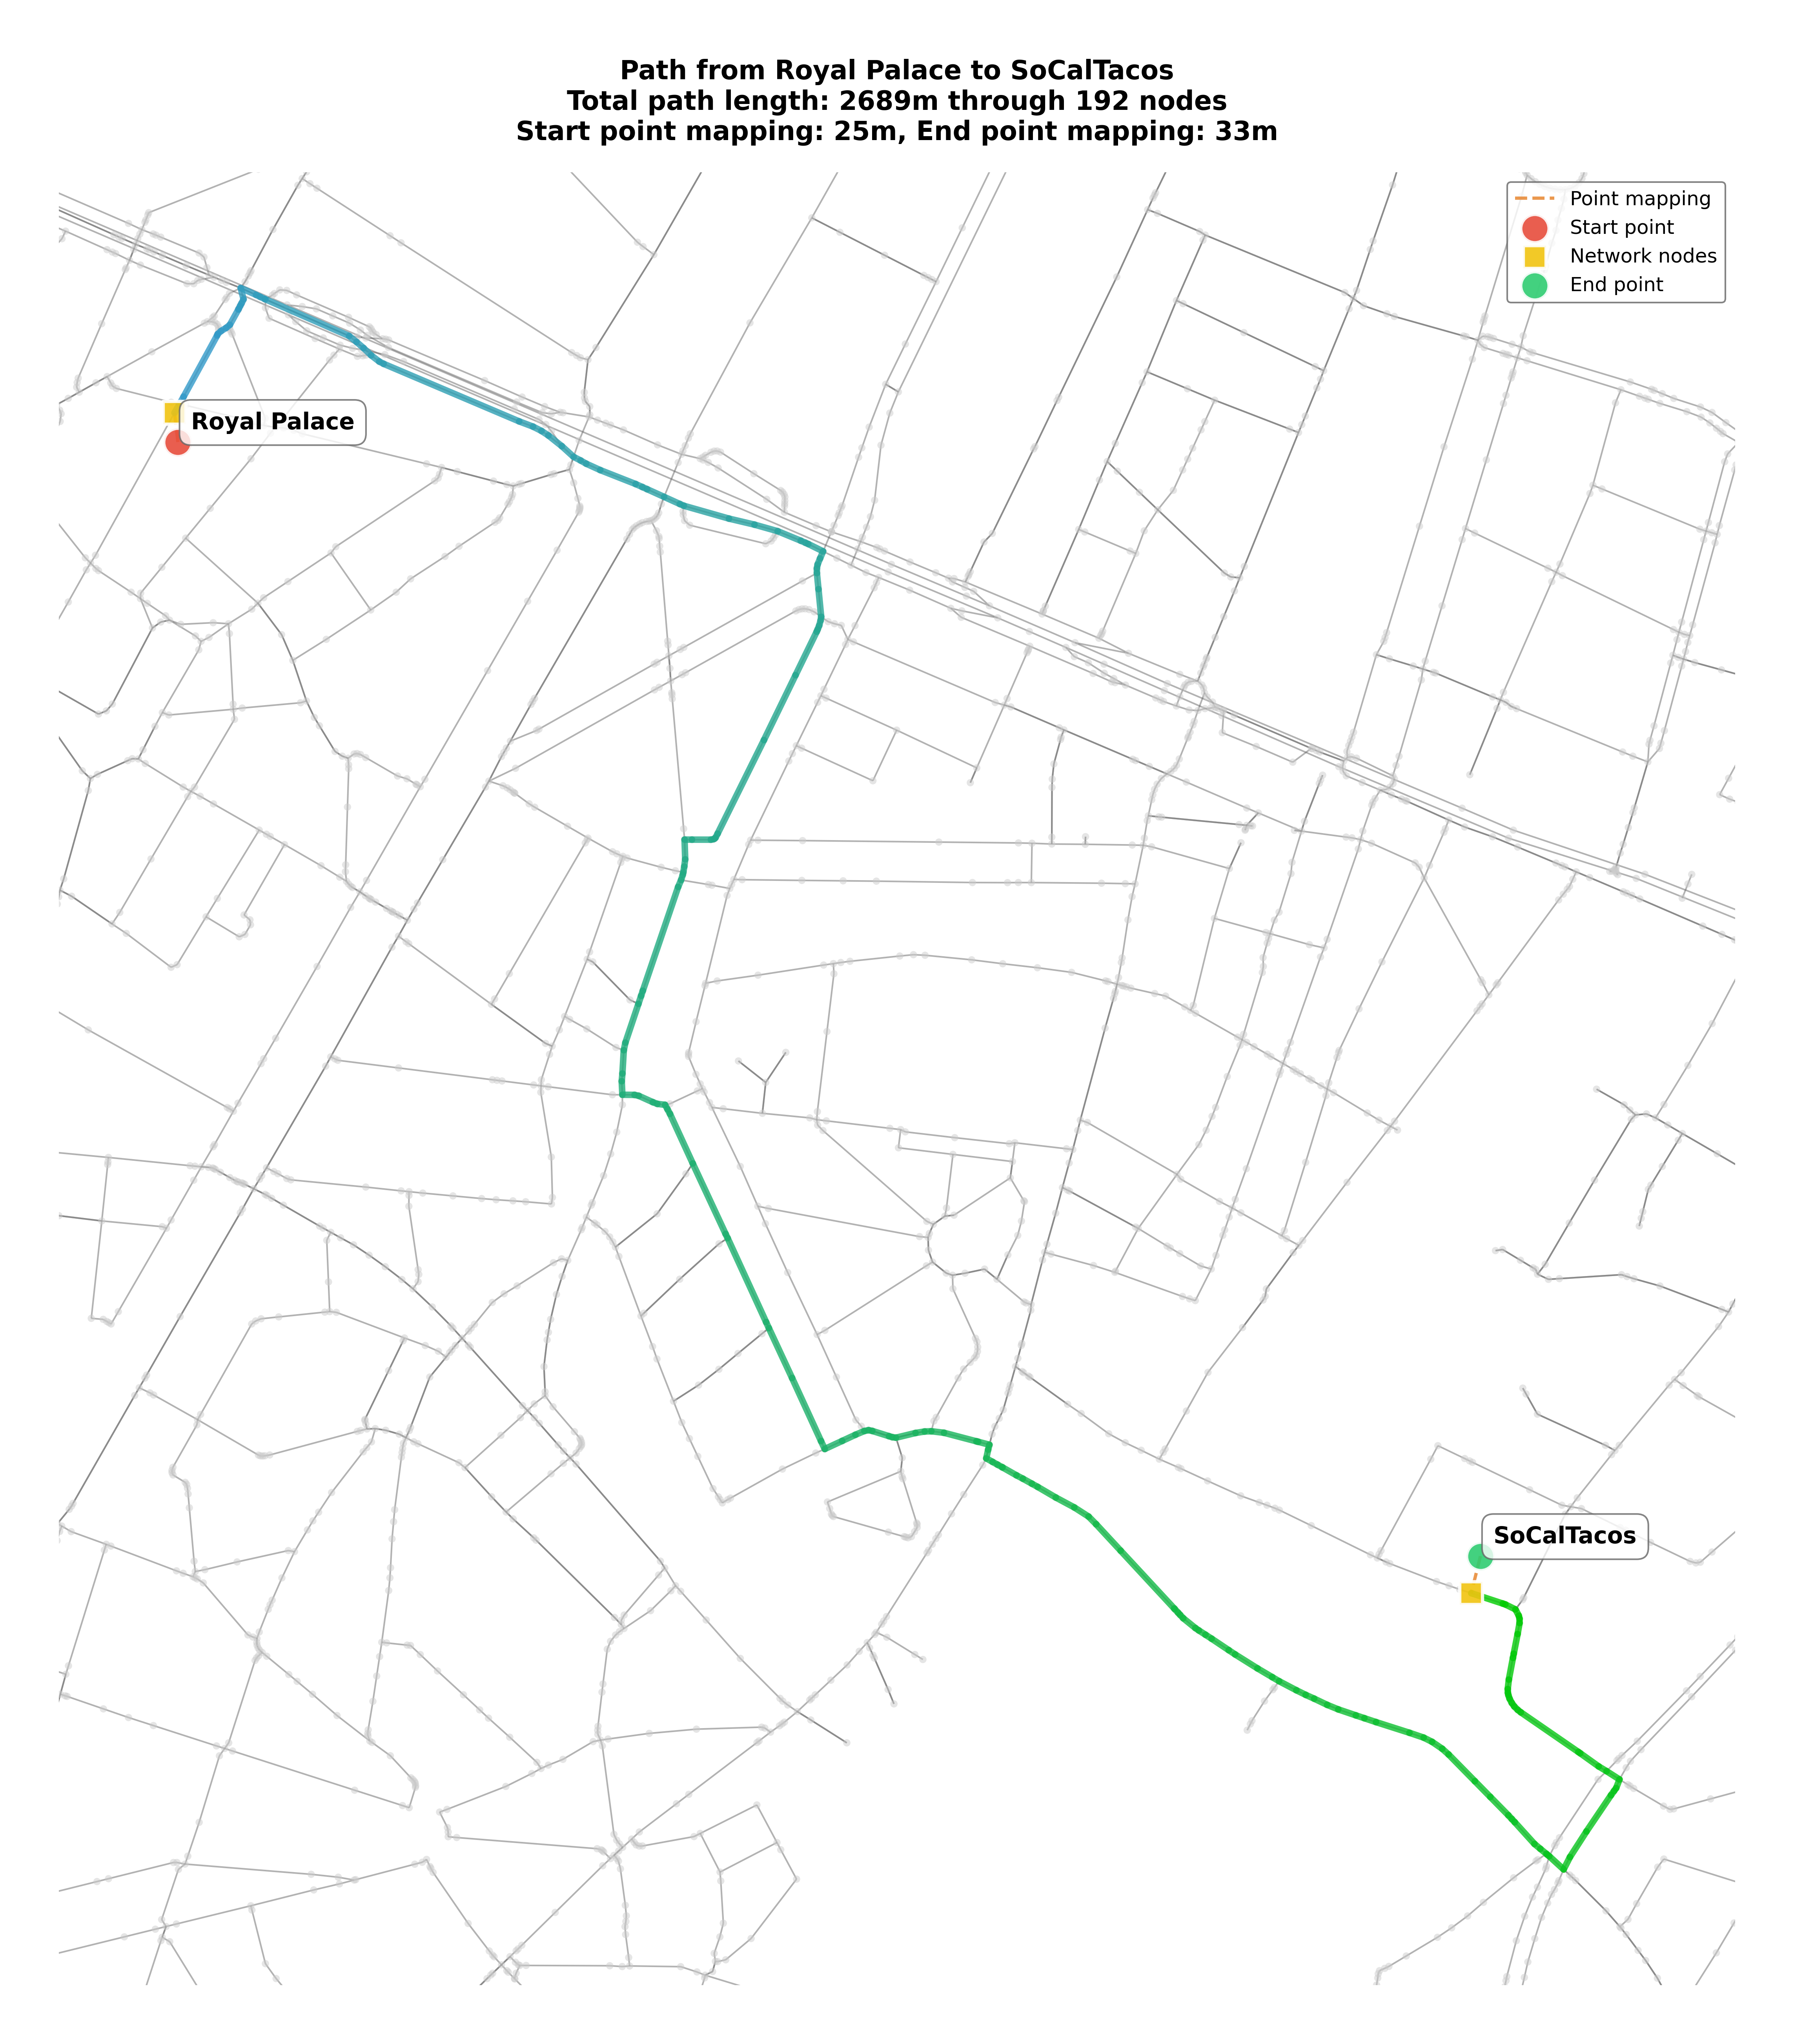 Path from Royal Palace to SoCalTacos
Total path length: 2689m through 192 nodes
Start point mapping: 25m, End point mapping: 33m
Point mapping
Start point
Network nodes
End point
Royal Palace
SoCalTacos